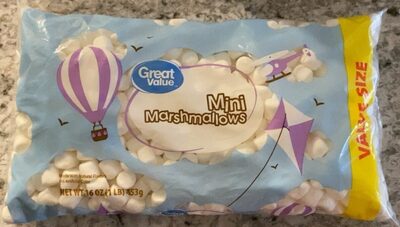 Great
Value
Mini
Marshmallows
VALUE SIZE
NET WT 16 OZ (1 LB) 453g